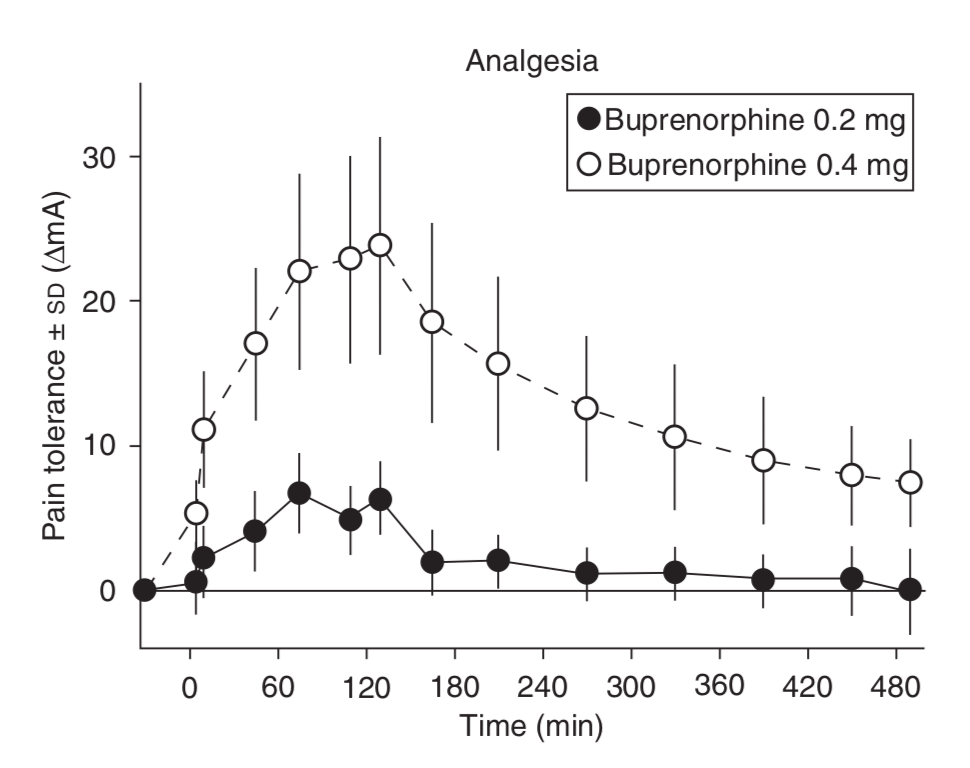 Analgesia
Buprenorphine 0.2 mg
Buprenorphine 0.4 mg
Pain tolerance ± SD (ΔmA)
30
20
10
0
0 60 120 180 240 300 360 420 480
Time (min)